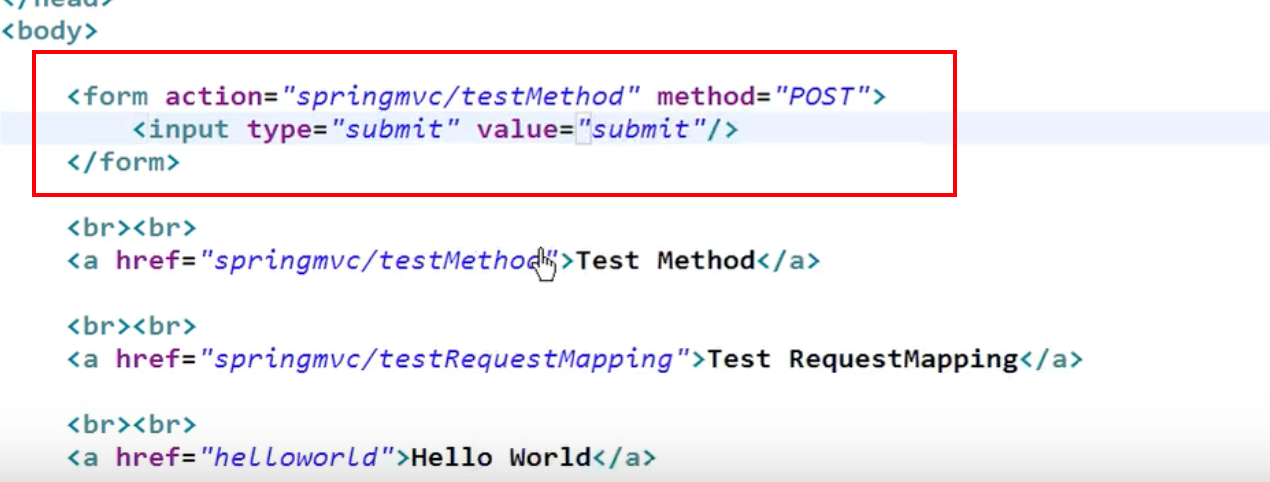 </head>
<body>
<form action="springmvc/testMethod" method="POST">
<input type="submit" value="submit"/>
</form>
<br><br>
<a href="springmvc/testMethod">Test Method</a>
<br><br>
<a href="springmvc/testRequestMapping">Test RequestMapping</a>
<br><br>
<a href="helloworld">Hello World</a>